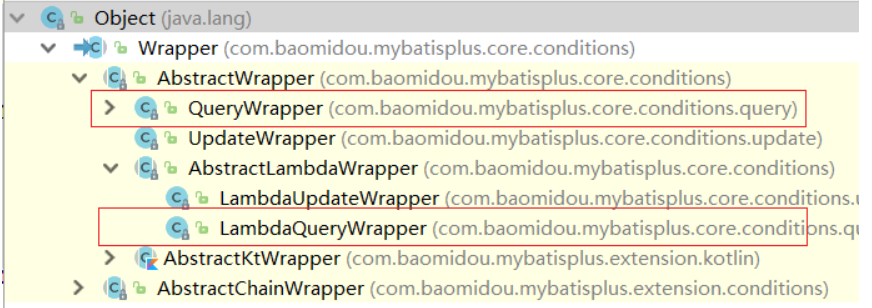 Object (java.lang)
Wrapper (com.baomidou.mybatisplus.core.conditions)
AbstractWrapper (com.baomidou.mybatisplus.core.conditions)
QueryWrapper (com.baomidou.mybatisplus.core.conditions.query)
UpdateWrapper (com.baomidou.mybatisplus.core.conditions.update)
AbstractLambdaWrapper (com.baomidou.mybatisplus.core.conditions)
LambdaUpdateWrapper (com.baomidou.mybatisplus.core.conditions.u
LambdaQueryWrapper (com.baomidou.mybatisplus.core.conditions.qu
AbstractKtWrapper (com.baomidou.mybatisplus.extension.kotlin)
AbstractChainWrapper (com.baomidou.mybatisplus.extension.conditions)